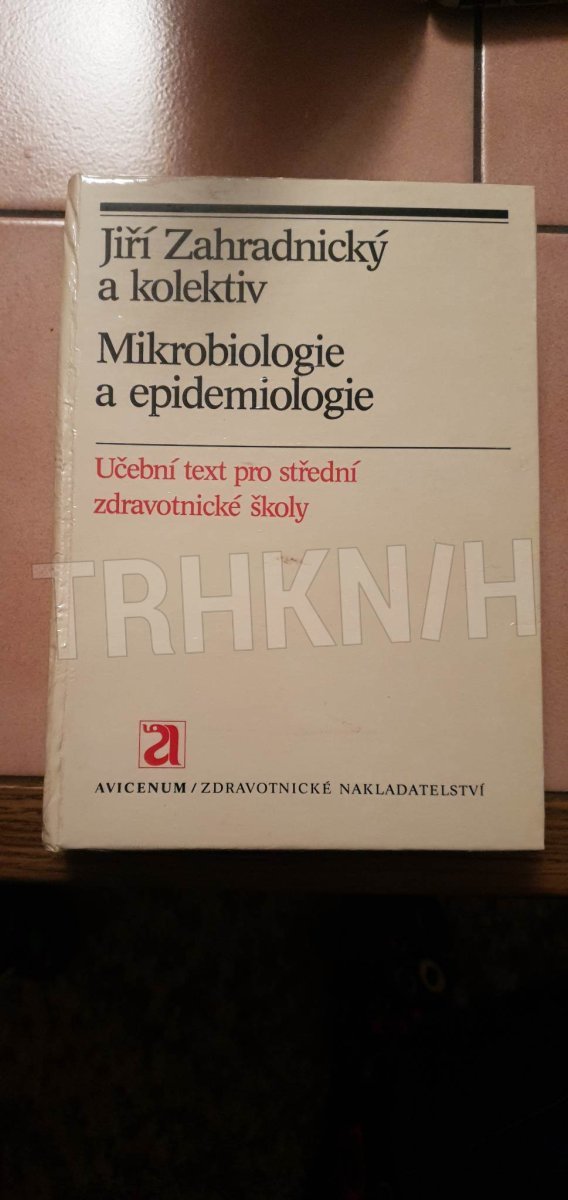 Jiří Zahradnický
a kolektiv
Mikrobiologie
a epidemiologie
Učební text pro střední
zdravotnické školy
TRHKNIH
a
AVICENUM / ZDRAVOTNICKÉ NAKLADATELSTVÍ